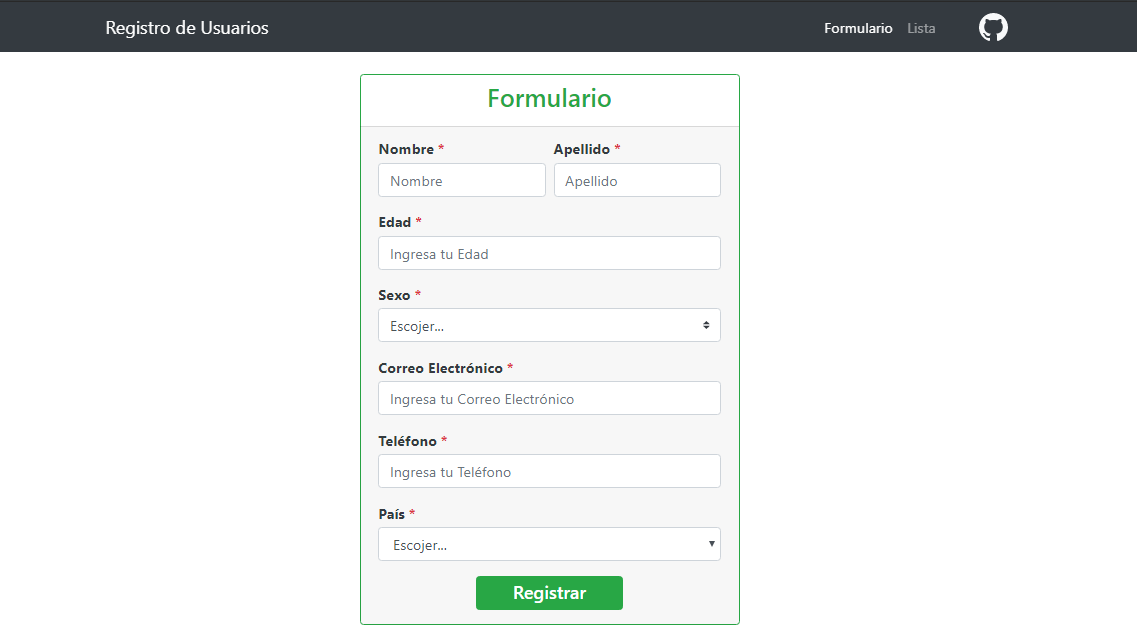 Registro de Usuarios
Formulario Lista
Formulario
Nombre * Apellido *
Nombre Apellido
Edad *
Ingresa tu Edad
Sexo *
Escojer...
Correo Electrónico *
Ingresa tu Correo Electrónico
Teléfono *
Ingresa tu Teléfono
País *
Escojer...
Registrar